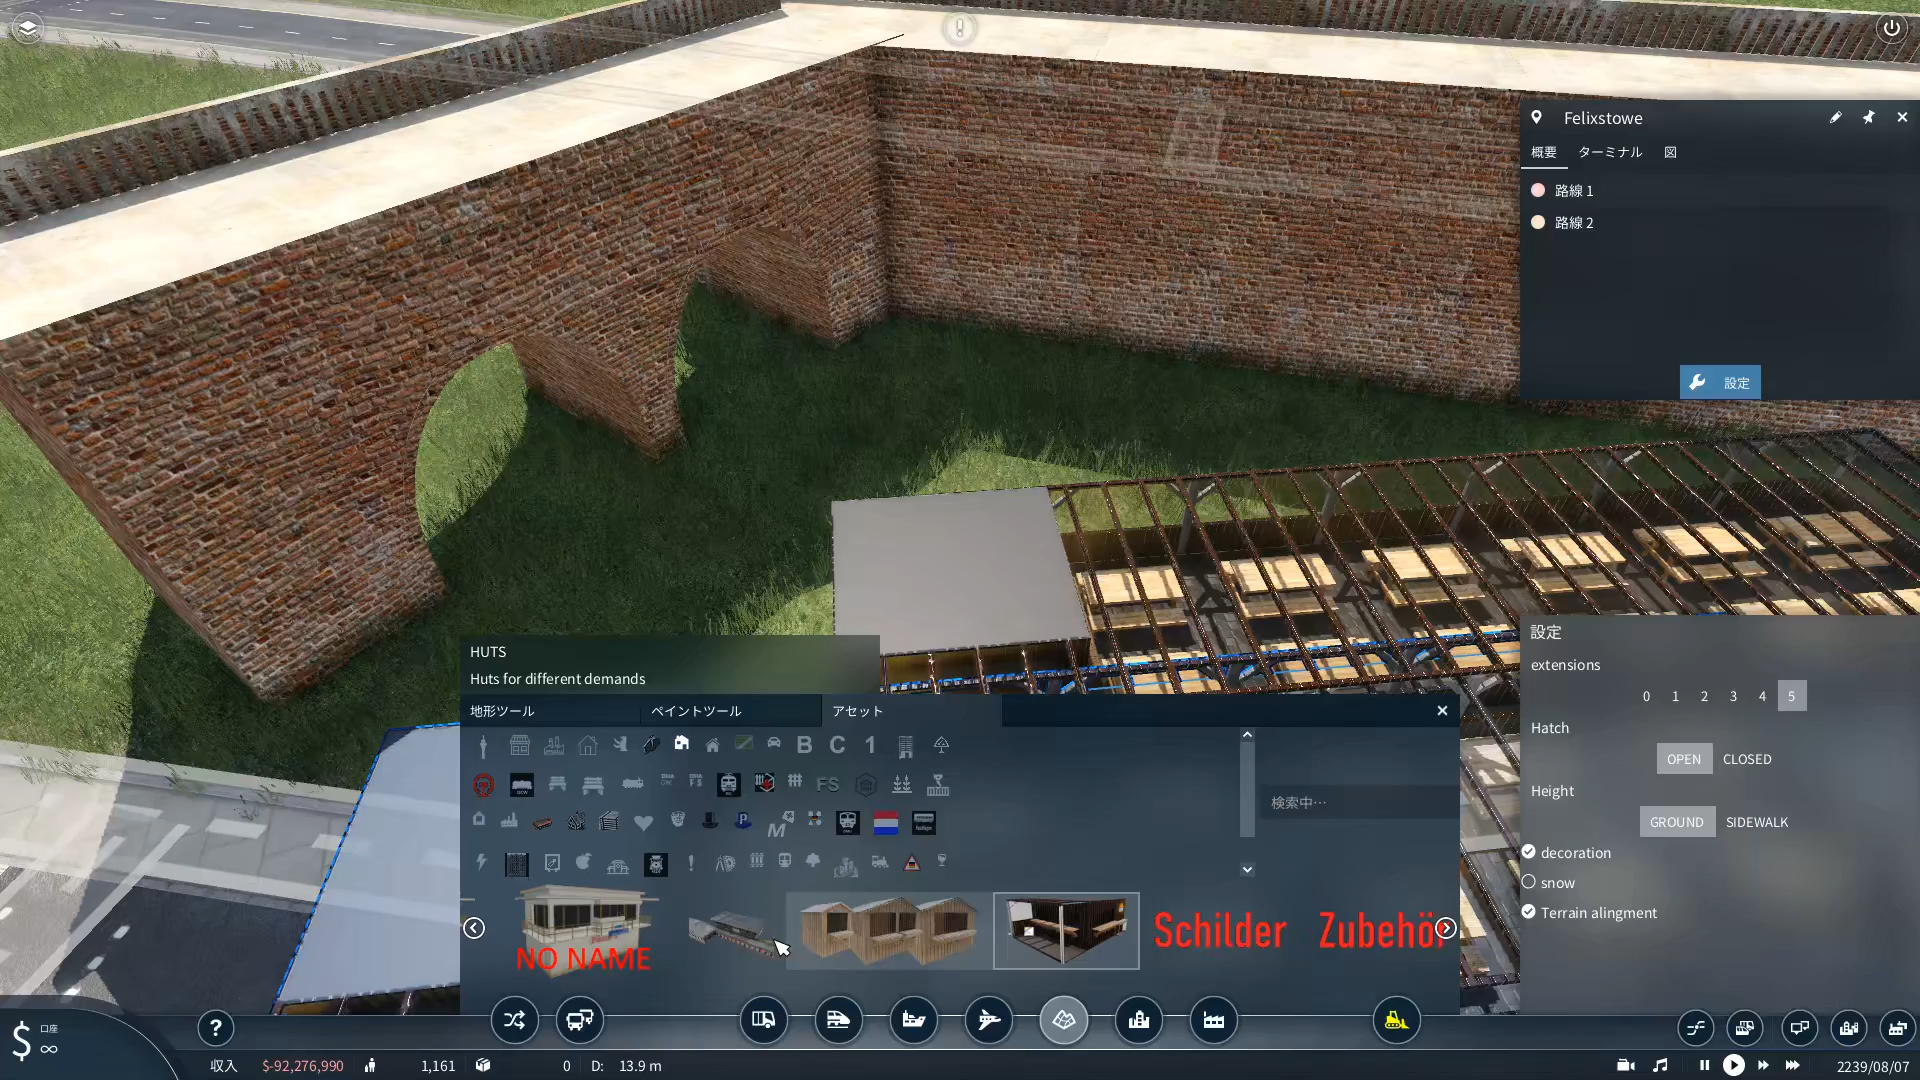 Felixstowe
概要 ターミナル 図
路線 1
路線 2
設定
HUTS
Huts for different demands
地形ツール ペイントツール アセット
B C 1
FS
P
M
検索中…
NO NAME
Schilder Zubehör
設定
extensions
0 1 2 3 4 5
Hatch
OPEN CLOSED
Height
GROUND SIDEWALK
decoration
snow
Terrain alingment
$ 口座
∞
?
収入 $-92,276,990 1,161 0 D: 13.9 m 2239/08/07